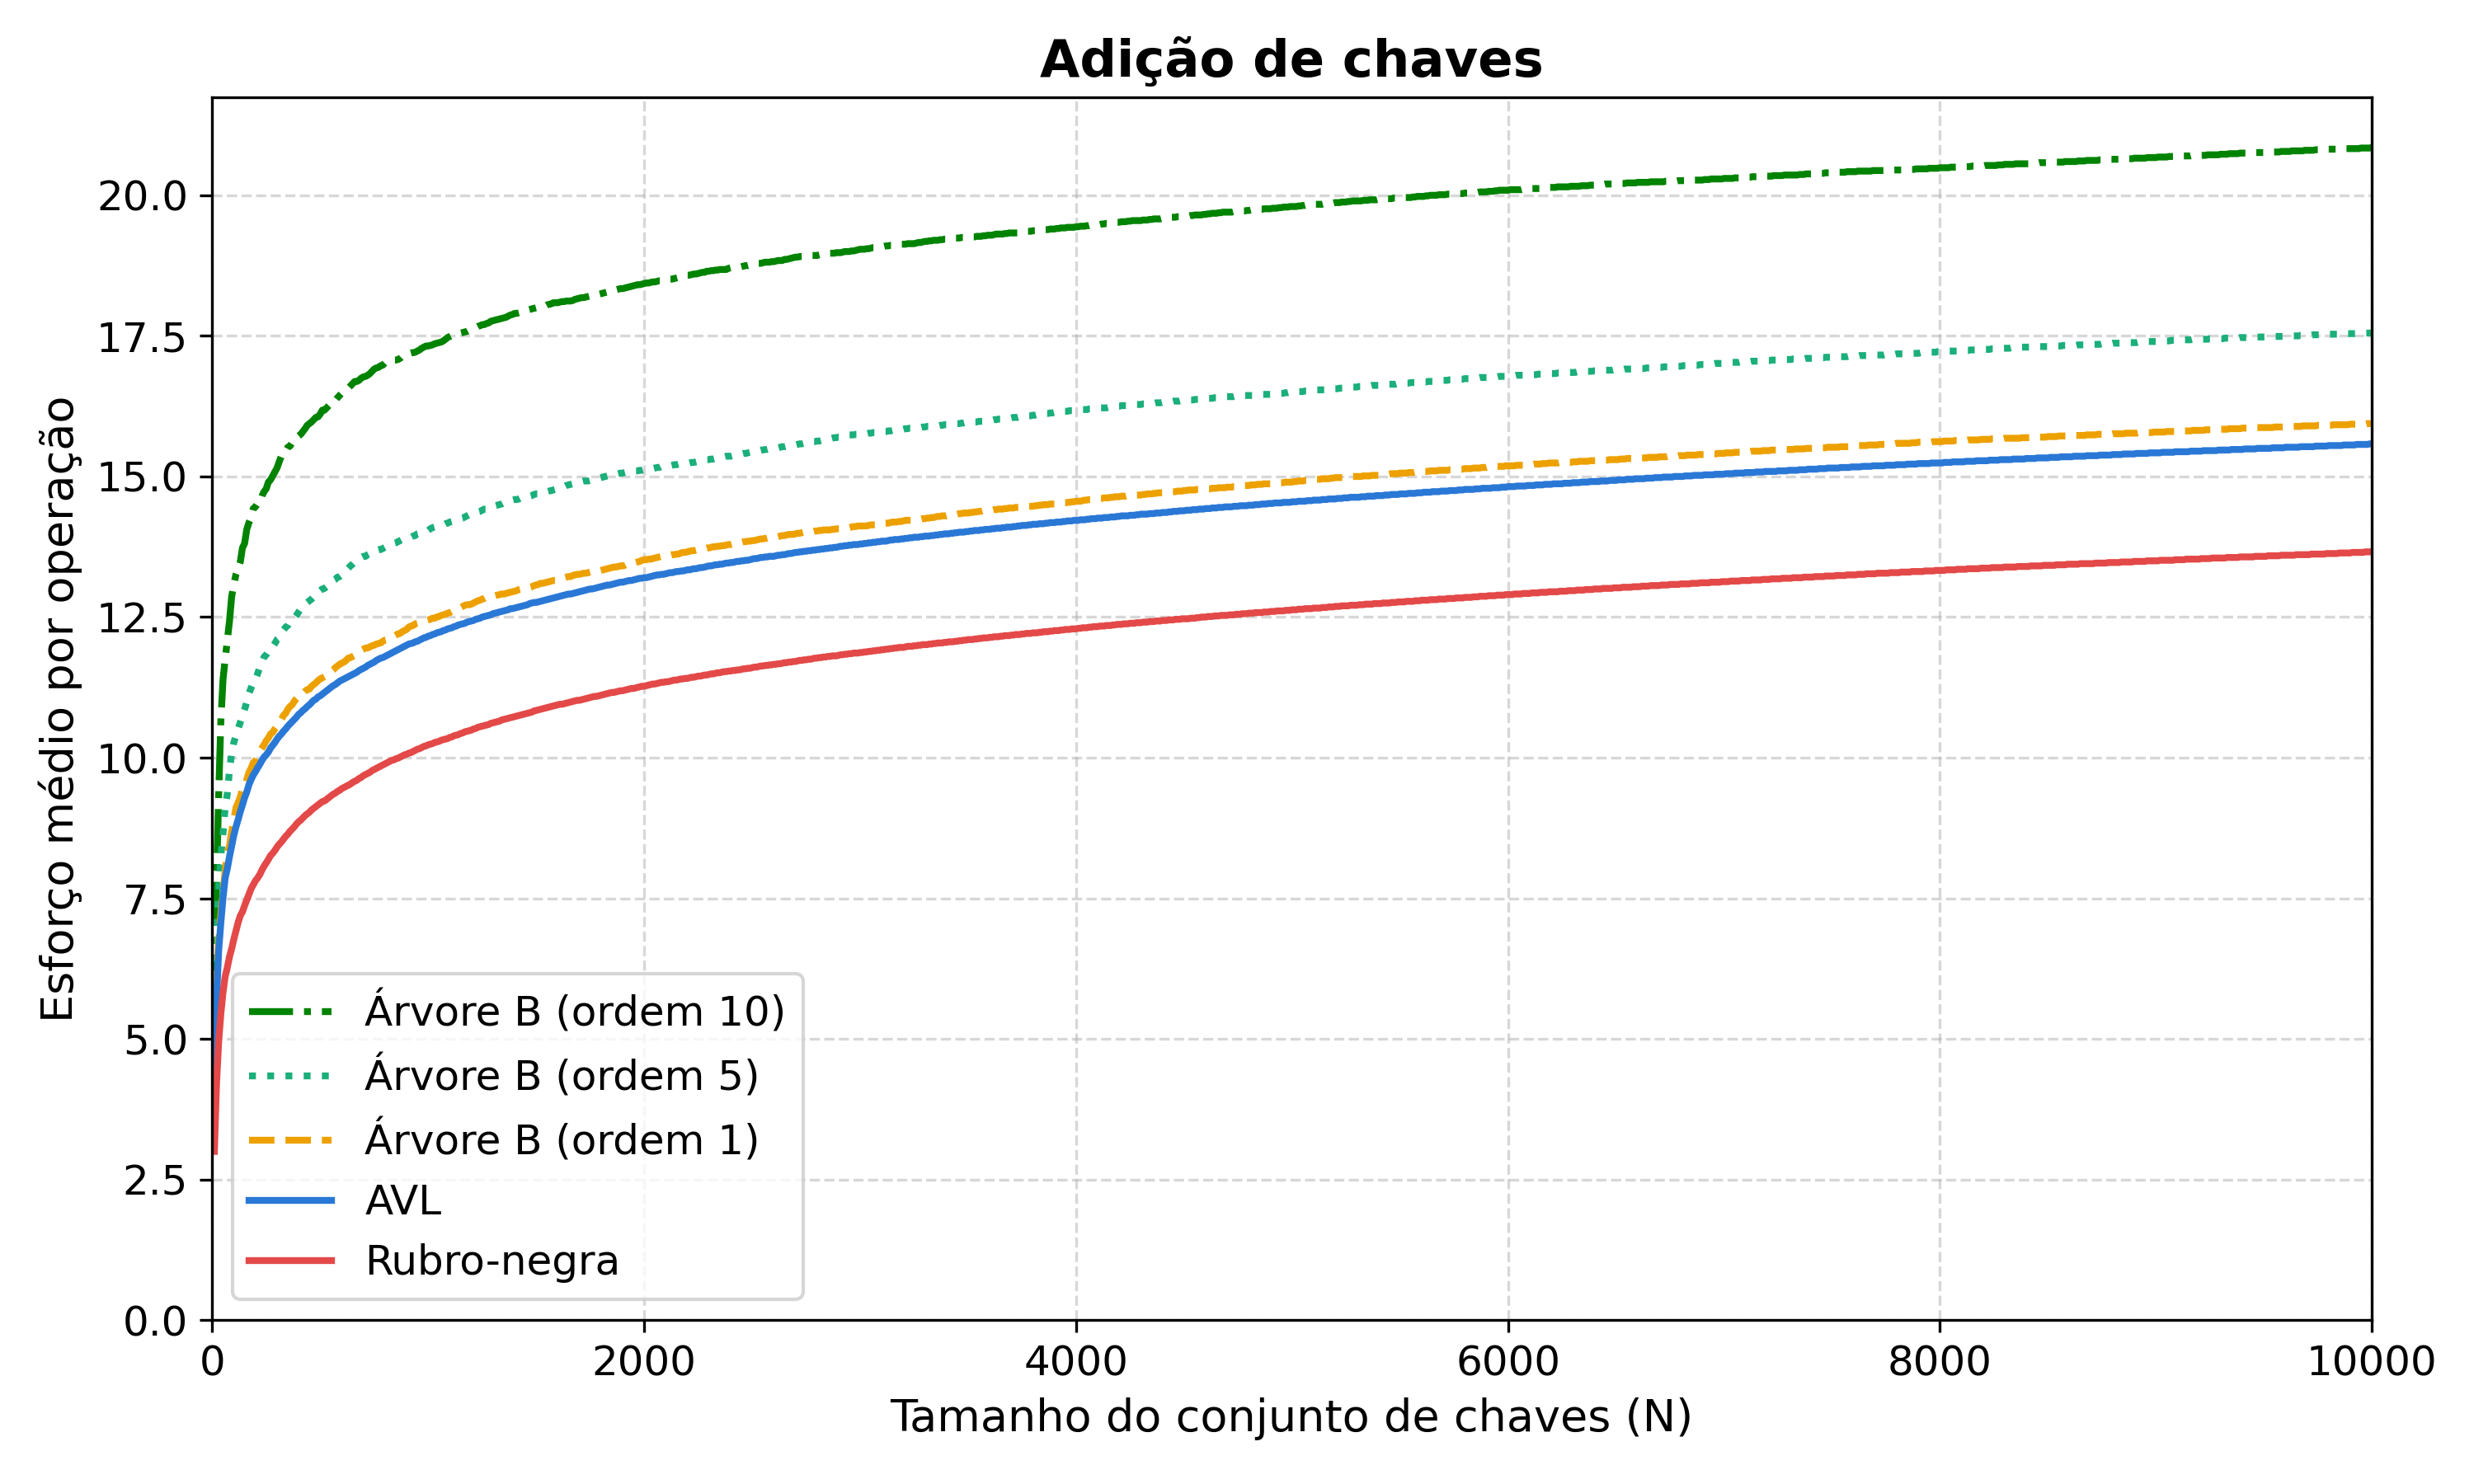 Adição de chaves
Esforço médio por operação
20.0
17.5
15.0
12.5
10.0
7.5
5.0
2.5
0.0
Árvore B (ordem 10)
Árvore B (ordem 5)
Árvore B (ordem 1)
AVL
Rubro-negra
0 2000 4000 6000 8000 10000
Tamanho do conjunto de chaves (N)